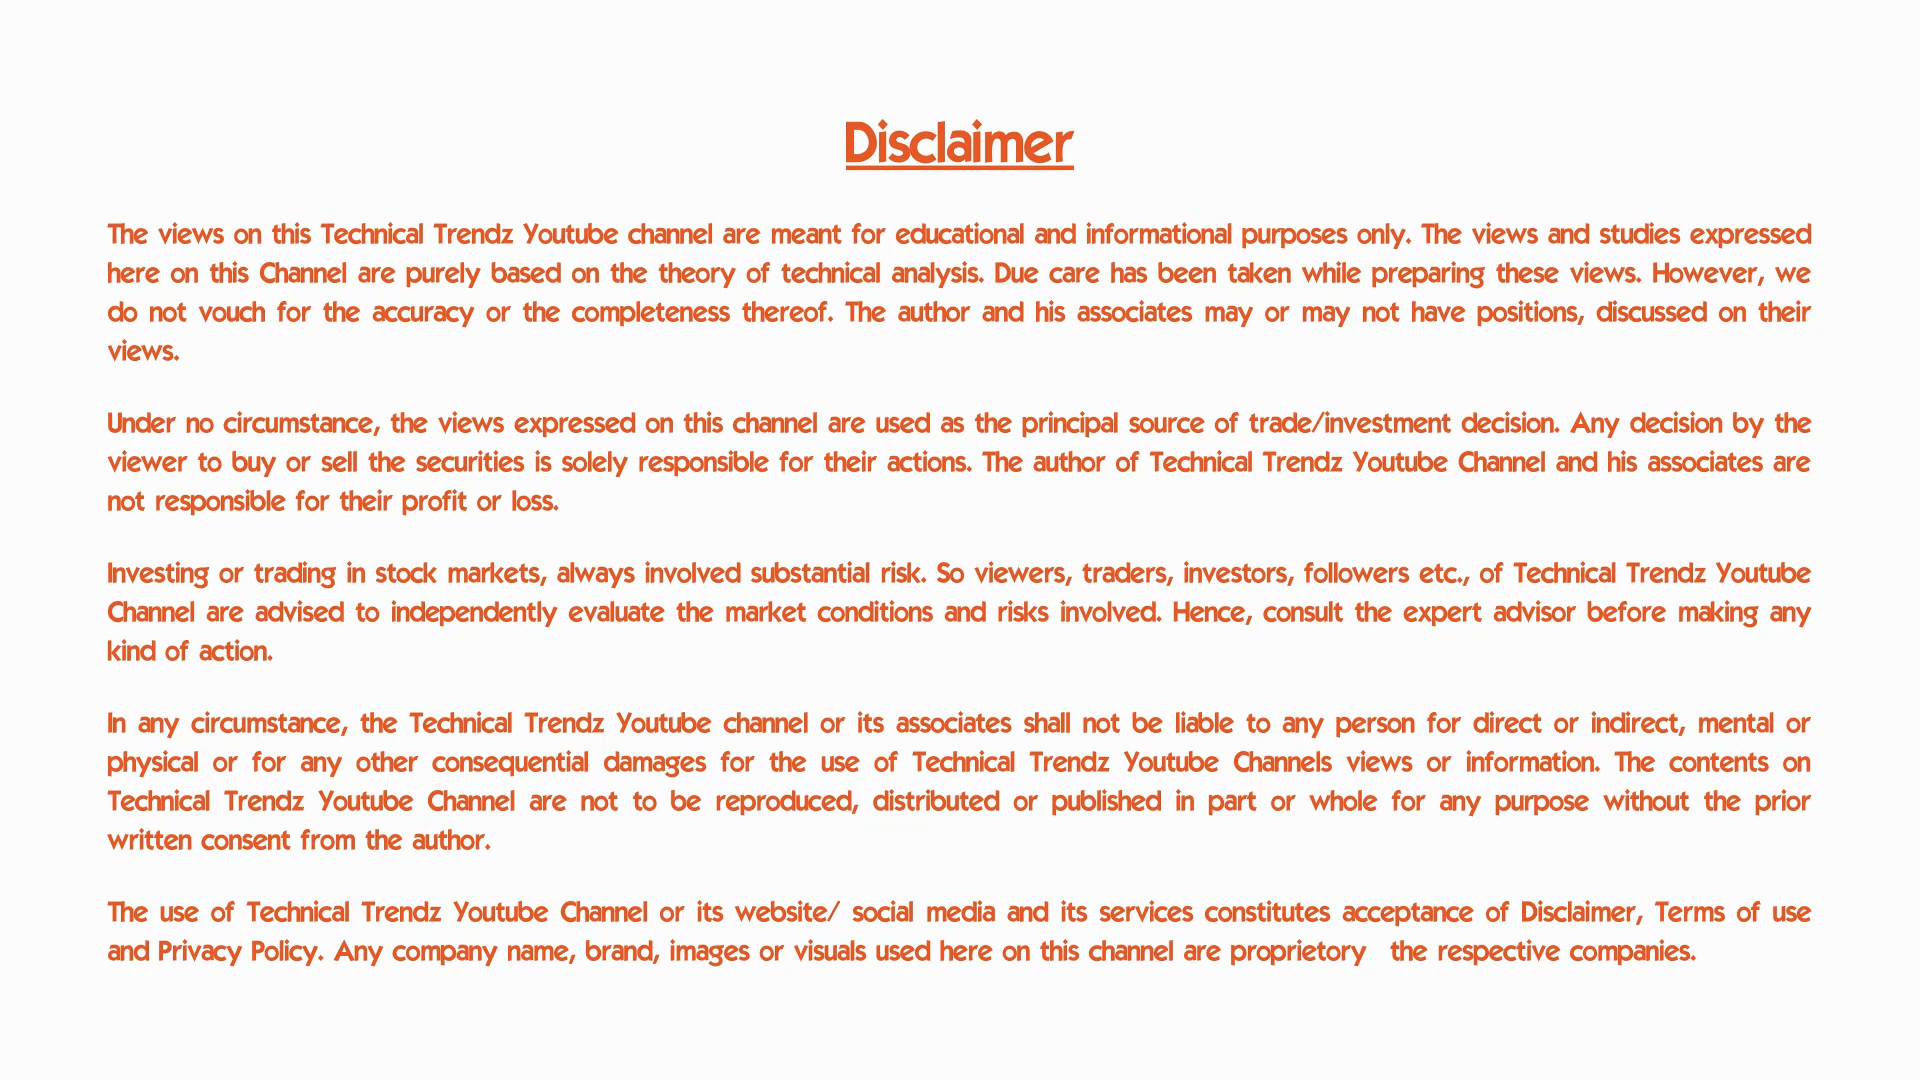 Disclaimer
The views on this Technical Trendz Youtube channel are meant for educational and informational purposes only. The views and studies expressed
here on this Channel are purely based on the theory of technical analysis. Due care has been taken while preparing these views. However, we
do not vouch for the accuracy or the completeness thereof. The author and his associates may or may not have positions, discussed on their
views.
Under no circumstance, the views expressed on this channel are used as the principal source of trade/investment decision. Any decision by the
viewer to buy or sell the securities is solely responsible for their actions. The author of Technical Trendz Youtube Channel and his associates are
not responsible for their profit or loss.
Investing or trading in stock markets, always involved substantial risk. So viewers, traders, investors, followers etc., of Technical Trendz Youtube
Channel are advised to independently evaluate the market conditions and risks involved. Hence, consult the expert advisor before making any
kind of action.
In any circumstance, the Technical Trendz Youtube channel or its associates shall not be liable to any person for direct or indirect, mental or
physical or for any other consequential damages for the use of Technical Trendz Youtube Channels views or information. The contents on
Technical Trendz Youtube Channel are not to be reproduced, distributed or published in part or whole for any purpose without the prior
written consent from the author.
The use of Technical Trendz Youtube Channel or its website/ social media and its services constitutes acceptance of Disclaimer, Terms of use
and Privacy Policy. Any company name, brand, images or visuals used here on this channel are proprietory the respective companies.